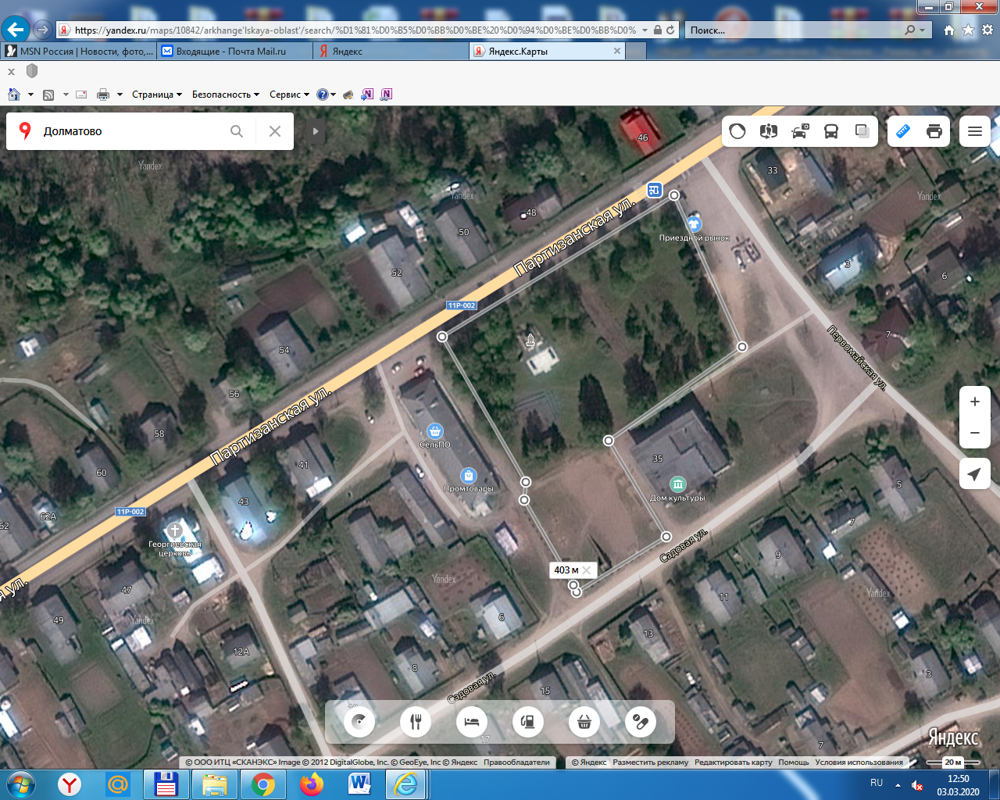 https://yandex.ru/maps/10842/arkhange'lskaya-oblast'/search/%D1%81%D0%B5%D0%BB%D0%BE%20%D0%94%D0%BE%D0%BB%D0%
Поиск...
MSN Россия | Новости, фото,...
Входящие - Почта Mail.ru
Яндекс
Яндекс.Карты
Страница
Безопасность
Сервис
Долматово
46
33
Yandex
Yandex
Yandex
48
50
Приездной рынок
Партизанская ул.
3
6
52
11Р-002
7
54
Первомайская ул.
56
Партизанская ул.
58
СельПО
35
60
41
Промтовары
Дом культуры
5
43
62А
11Р-002
62
7
Георгиевская
церковь
Садовая ул.
9
403 м
я ул.
Yandex
47
Yandex
11
49
Yandex
6
13
12А
8
3
Садовая ул.
15
17
7
Яндекс
© ООО ИТЦ «СКАНЭКС» Image © 2012 DigitalGlobe, Inc. © GeoEye, Inc © Яндекс
Правообладатели
© Яндекс
Разместить рекламу
Редактировать карту
Помощь
Условия использования
20 м
RU
12:50
03.03.2020